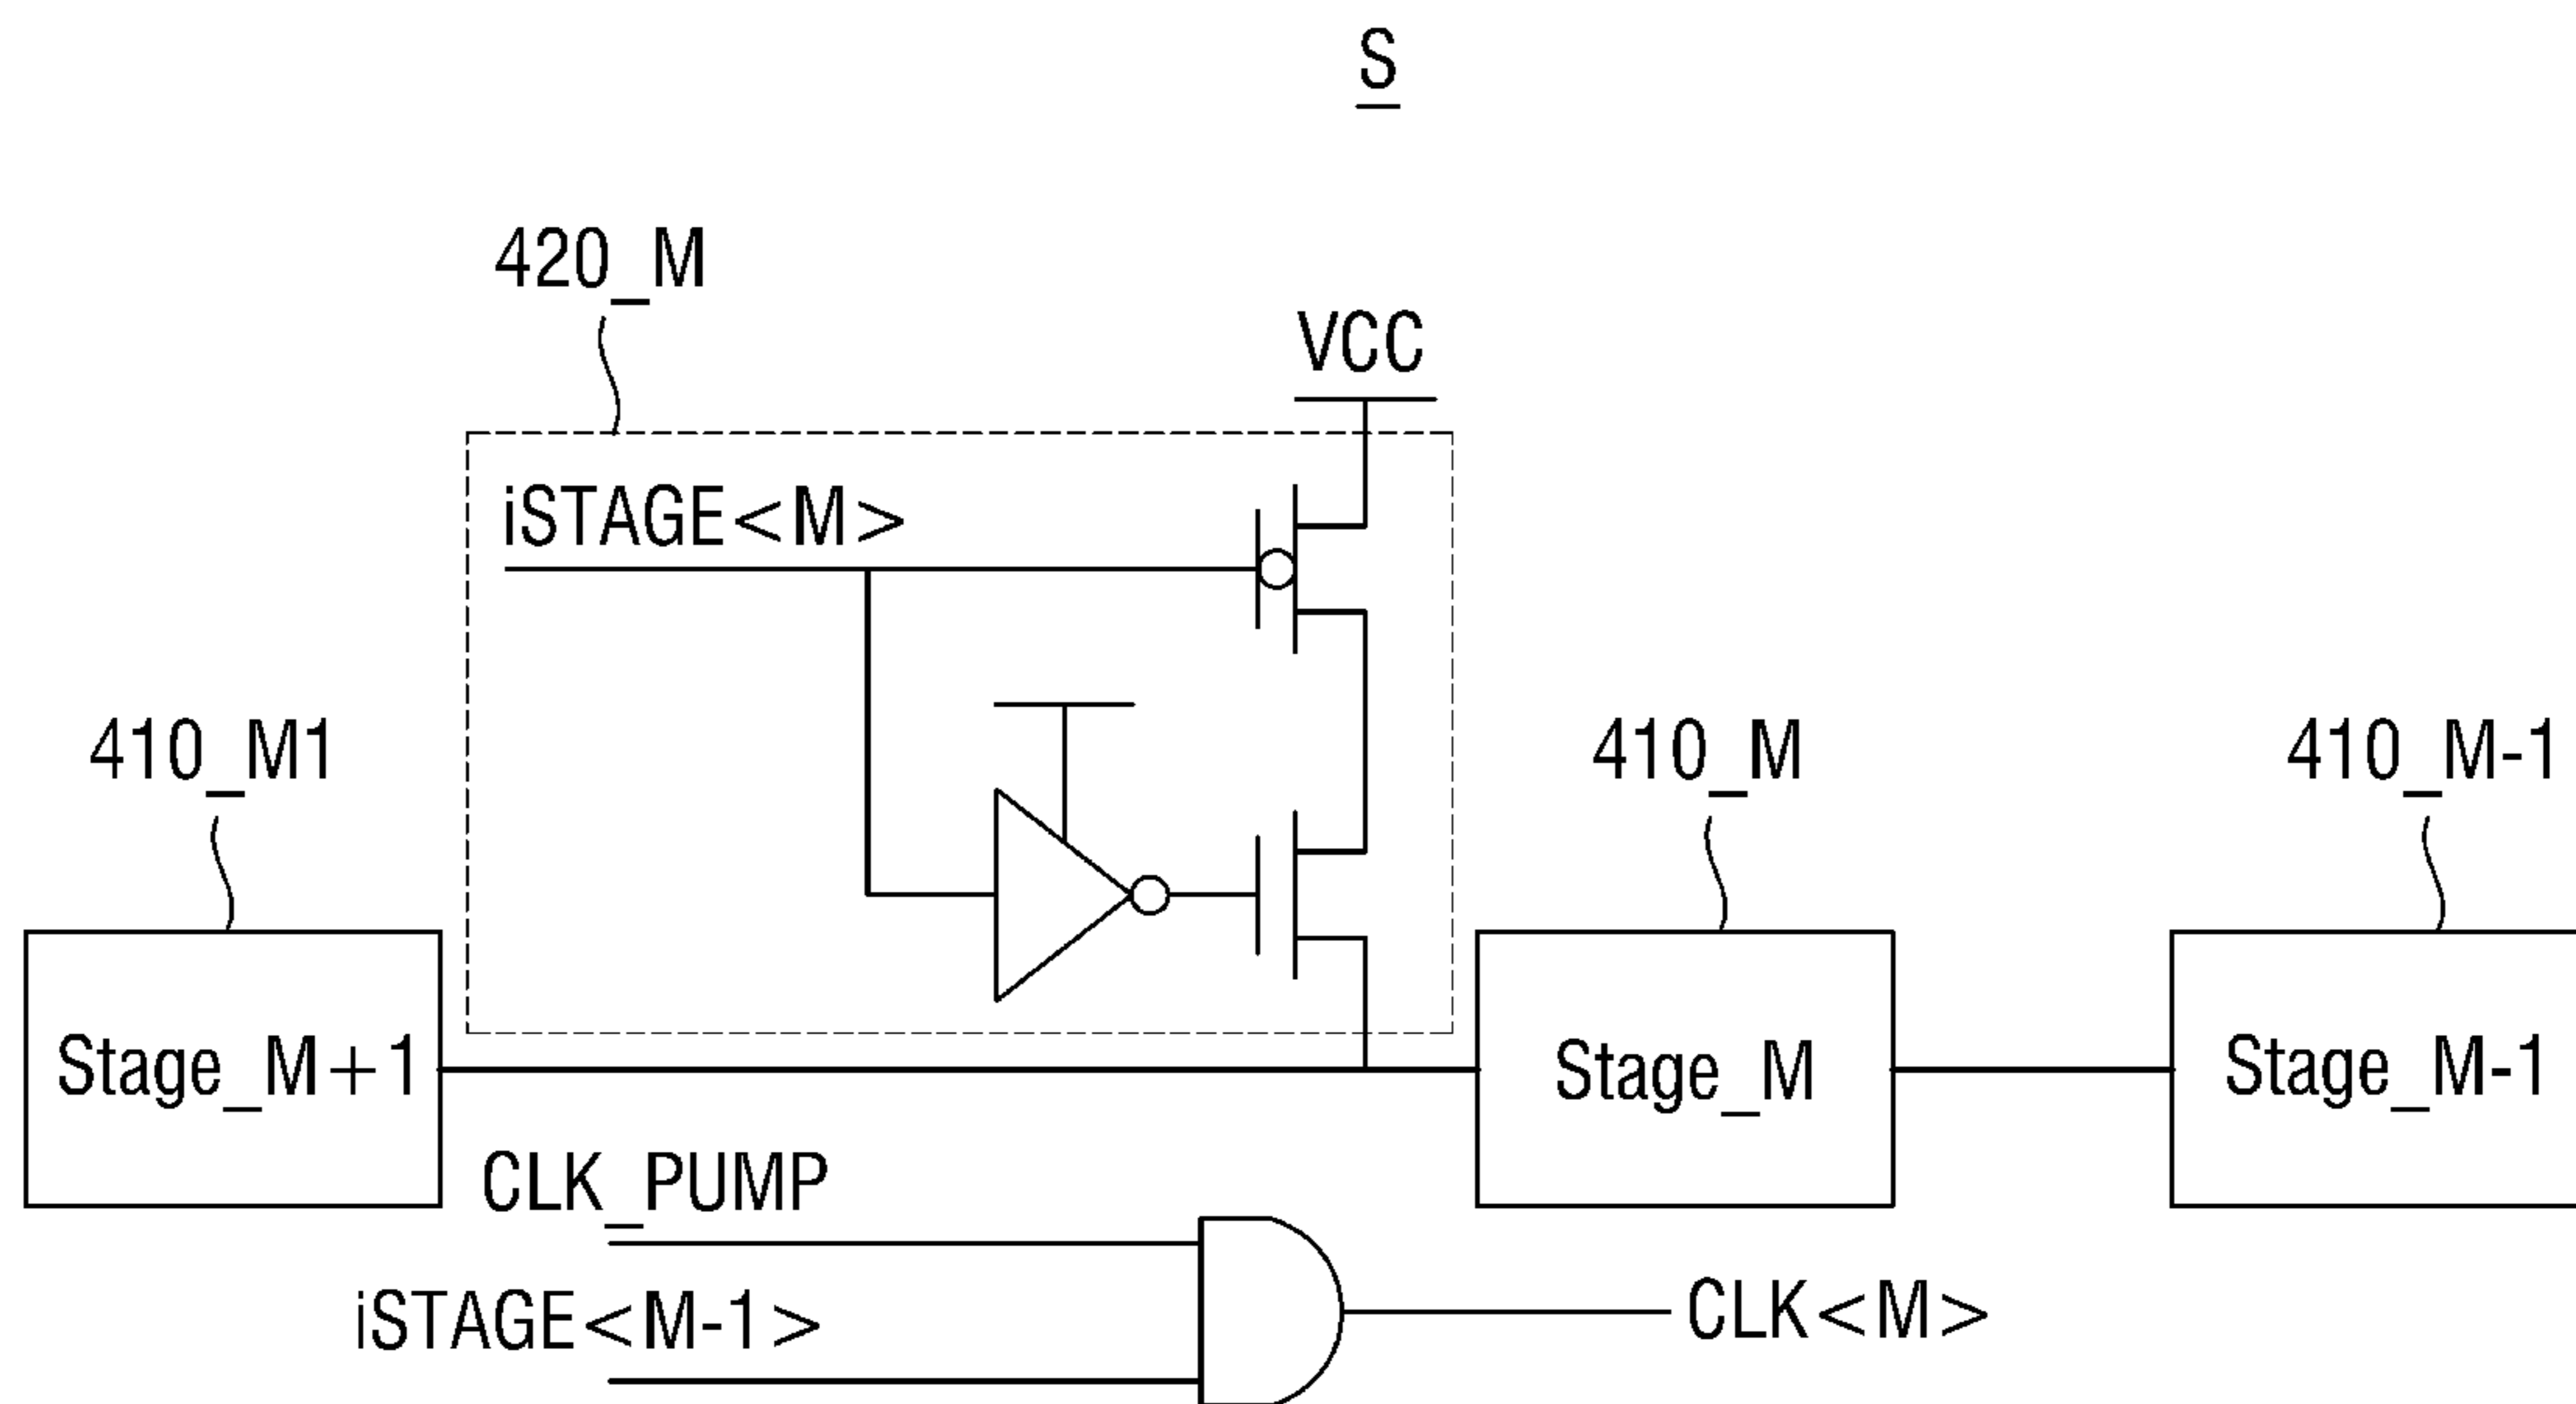 S
420_M
VCC
iSTAGE<M>
410_M1
410_M
410_M-1
Stage_M+1
Stage_M
Stage_M-1
CLK_PUMP
iSTAGE<M-1>
CLK<M>